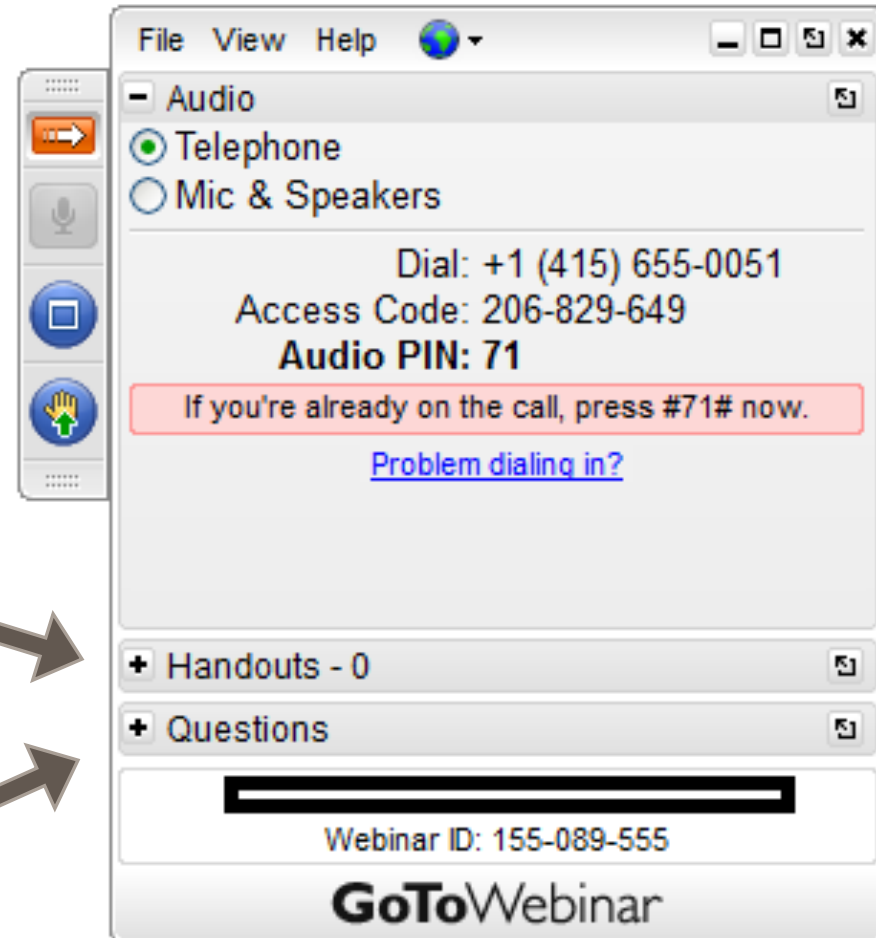 File View Help
Audio
Telephone
Mic & Speakers
Dial: +1 (415) 655-0051
Access Code: 206-829-649
Audio PIN: 71
If you're already on the call, press #71# now.
Problem dialing in?
Handouts - 0
Questions
Webinar ID: 155-089-555
GoToWebinar